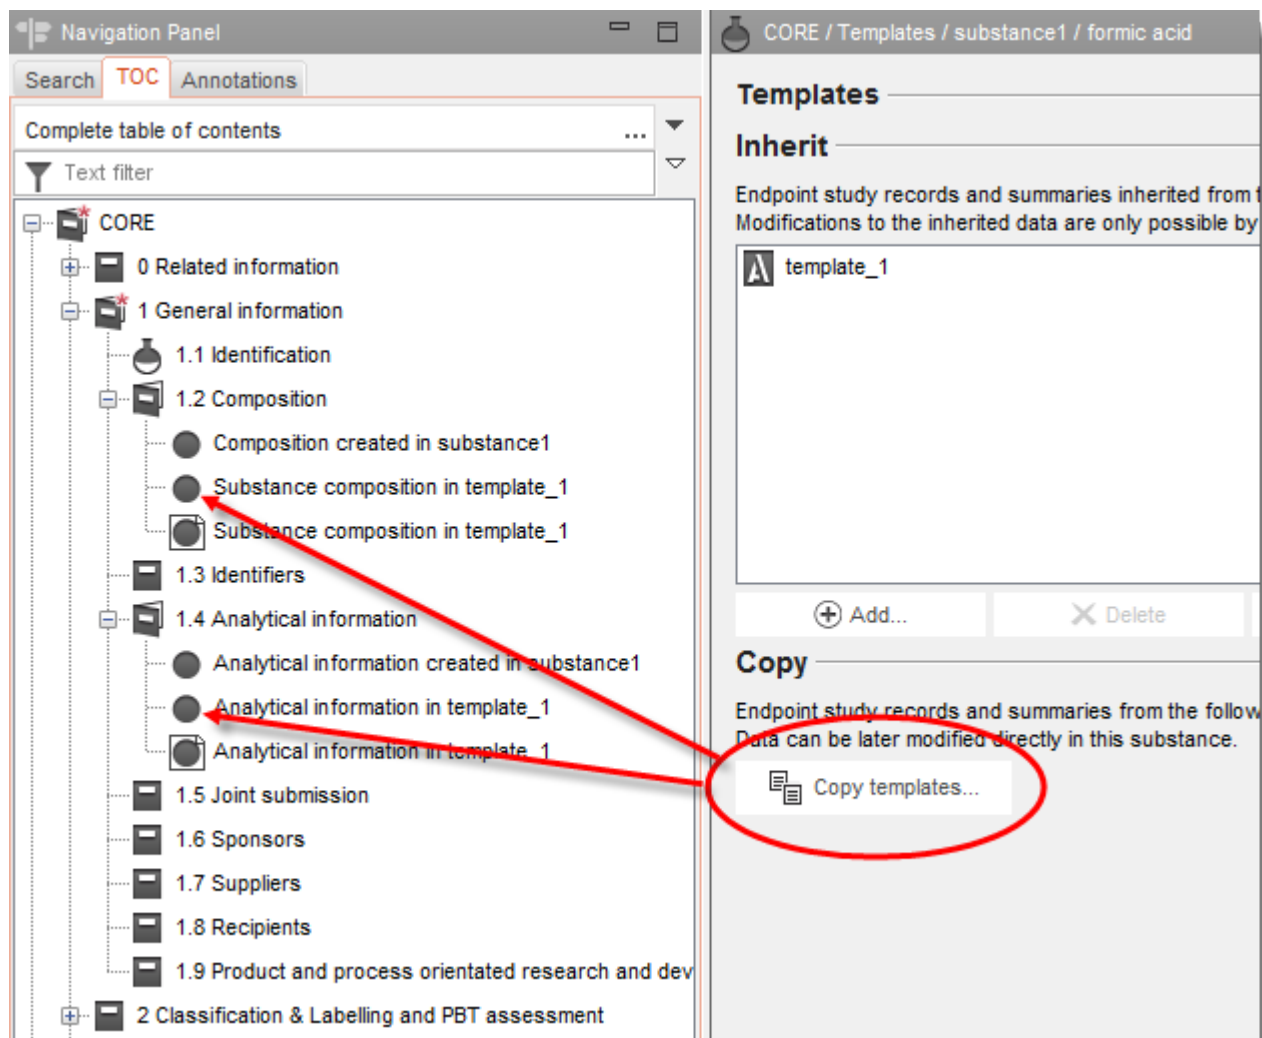 Navigation Panel
Search TOC Annotations
Complete table of contents ...
Text filter
CORE
0 Related information
1 General information
1.1 Identification
1.2 Composition
Composition created in substance1
Substance composition in template_1
Substance composition in template_1
1.3 Identifiers
1.4 Analytical information
Analytical information created in substance1
Analytical information in template_1
Analytical information in template_1
1.5 Joint submission
1.6 Sponsors
1.7 Suppliers
1.8 Recipients
1.9 Product and process orientated research and dev
2 Classification & Labelling and PBT assessment
CORE / Templates / substance1 / formic acid
Templates
Inherit
Endpoint study records and summaries inherited from
Modifications to the inherited data are only possible by
template_1
Add... Delete
Copy
Endpoint study records and summaries from the follow
Data can be later modified directly in this substance.
Copy templates...